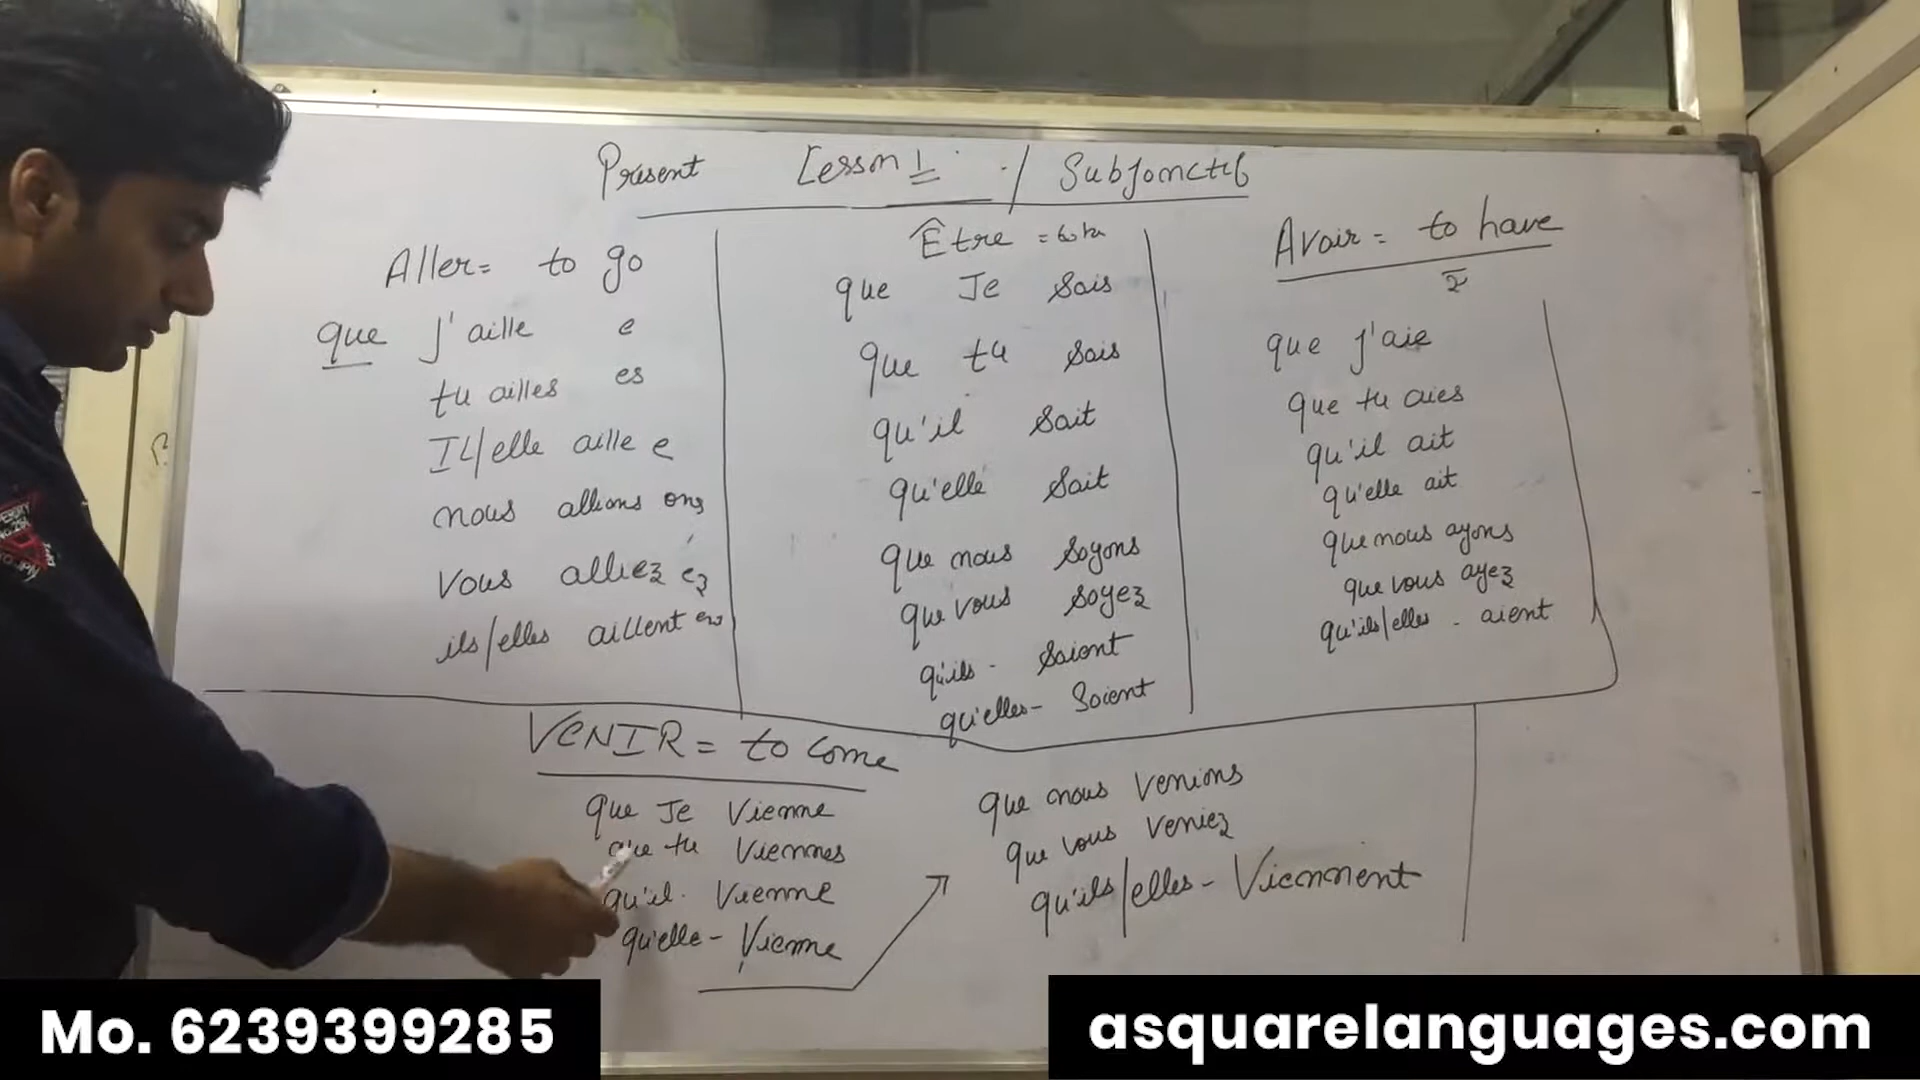 Présent Lesson 1 / Subjonctif
Aller = to go
que j'aille e
tu ailles es
Il/elle aille e
nous allions ons
vous alliez ez
ils/elles aillent en
Être = to be
que Je sois
que tu sois
qu'il soit
qu'elle soit
que nous soyons
que vous soyez
qu'ils - soient
qu'elles - Soient
Avoir = to have
que j'aie
que tu aies
qu'il ait
qu'elle ait
que nous ayons
que vous ayez
qu'ils/elles - aient
VENIR = to come
que Je Vienne
que tu Viennes
qu'il - Vienne
qu'elle - Vienne
que nous Venions
que vous Veniez
qu'ils/elles - Viennent
Mo. 6239399285
asquarelanguages.com